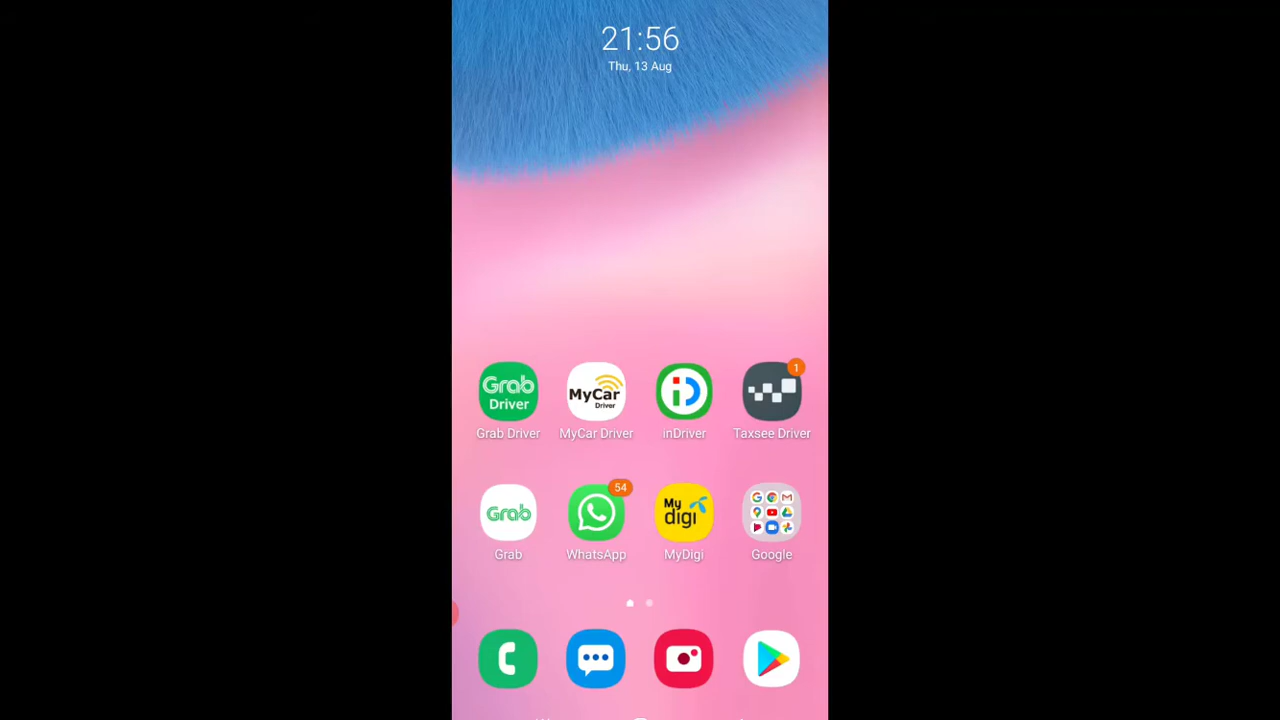 21:56
Thu, 13 Aug
1
Grab
Driver
MyCar
Driver
iD
Grab Driver
MyCar Driver
inDriver
Taxsee Driver
54
Grab
My
digi
G
Grab
WhatsApp
MyDigi
Google